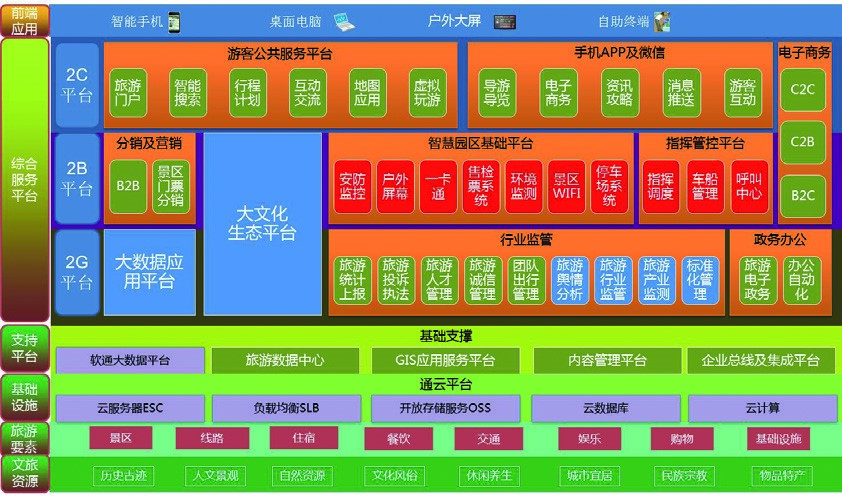 前端
应用
智能手机
桌面电脑
户外大屏
自助终端
综合
服务
平台
2C
平台
游客公共服务平台
旅游
门户
智能
搜索
行程
计划
互动
交流
地图
应用
虚拟
玩游
手机APP及微信
导游
导览
电子
商务
资讯
攻略
消息
推送
游客
互动
电子商务
C2C
C2B
B2C
2B
平台
分销及营销
B2B
景区
门票
分销
大文化
生态平台
智慧园区基础平台
安防
监控
户外
屏幕
一卡
通
售检
票系
统
环境
监测
景区
WIFI
停车
场系
统
指挥管控平台
指挥
调度
车船
管理
呼叫
中心
2G
平台
大数据应
用平台
行业监管
旅游
统计
上报
旅游
投诉
执法
旅游
人才
管理
旅游
诚信
管理
团队
出行
管理
旅游
舆情
分析
旅游
行业
监管
旅游
产业
监测
标准
化管
理
政务办公
旅游
电子
政务
办公
自动
化
支持
平台
基础支撑
软通大数据平台
旅游数据中心
GIS应用服务平台
内容管理平台
企业总线及集成平台
基础
设施
通云平台
云服务器ESC
负载均衡SLB
开放存储服务OSS
云数据库
云计算
旅游
要素
景区
线路
住宿
餐饮
交通
娱乐
购物
基础设施
文旅
资源
历史古迹
人文景观
自然资源
文化风俗
休闲养生
城市宜居
民族宗教
物品特产